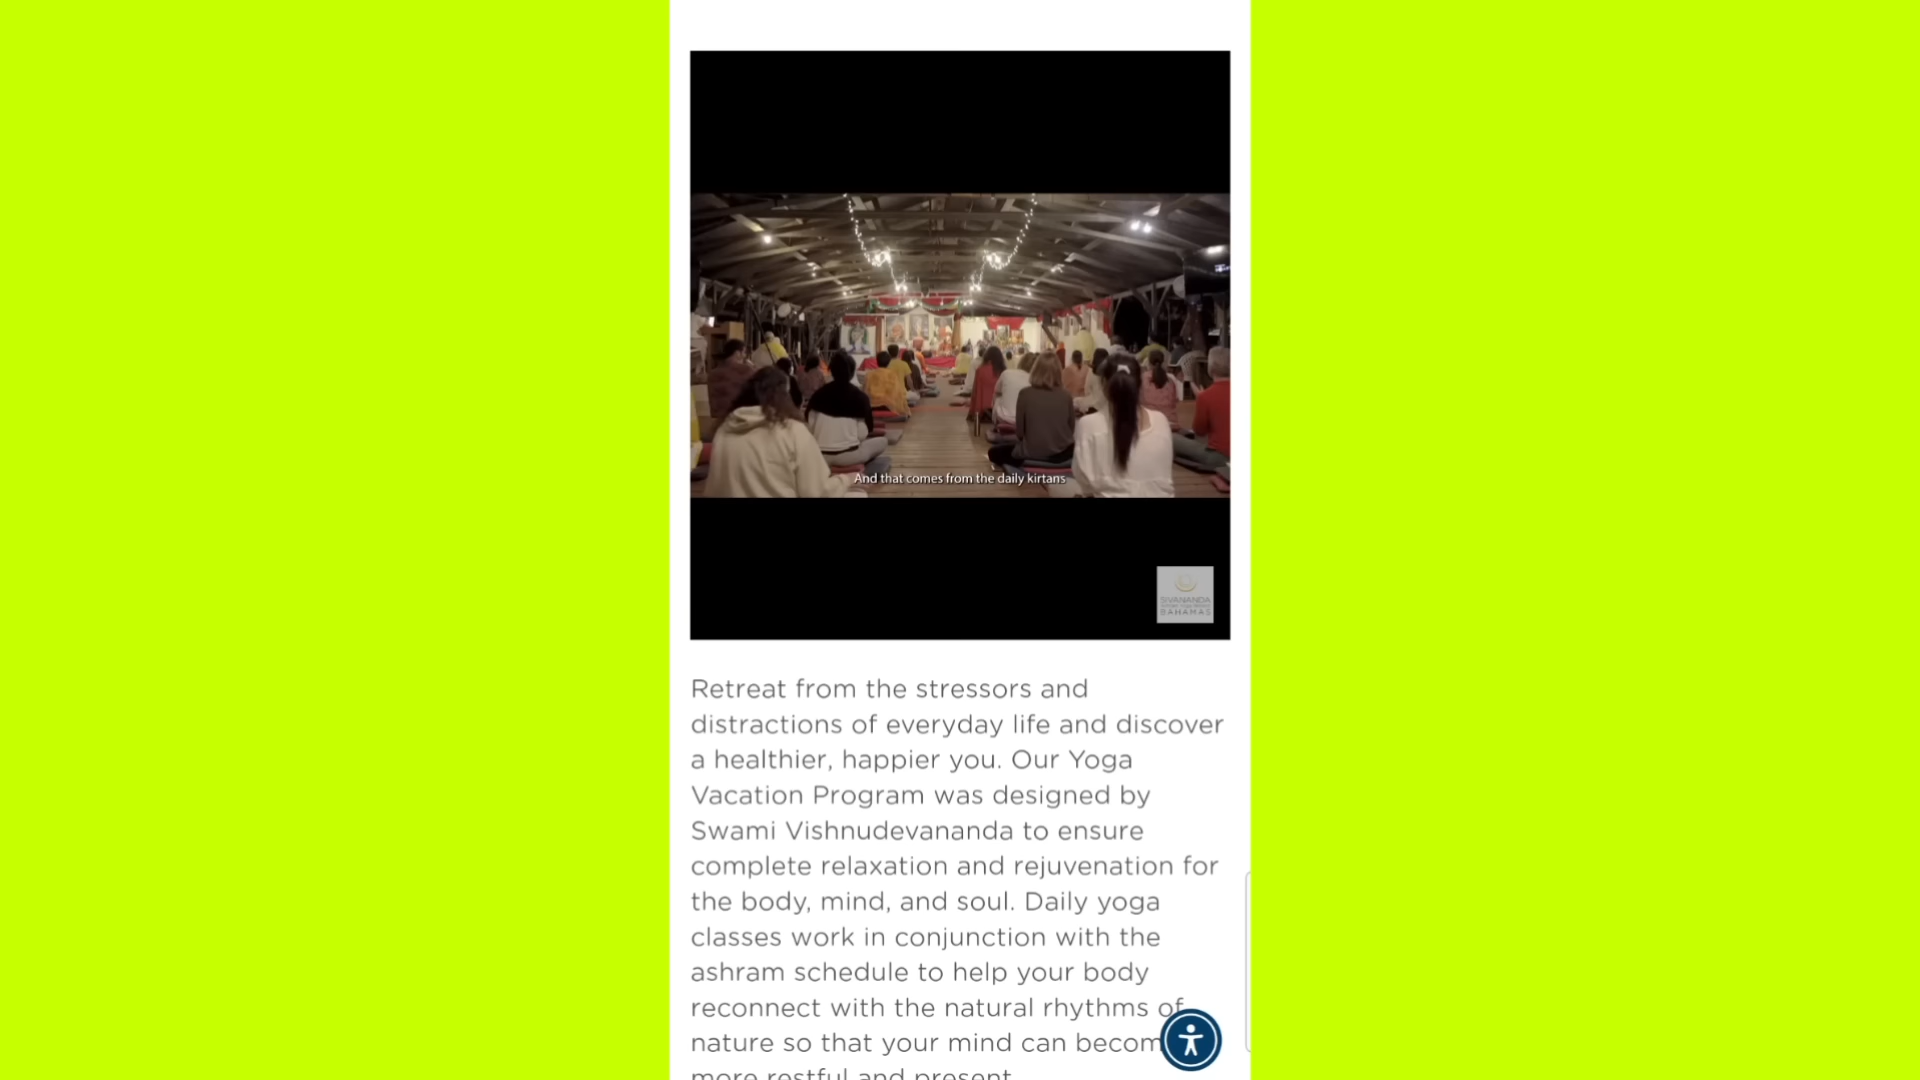 And that comes from the daily kirtans
SIVANANDA
BAHAMAS
Retreat from the stressors and
distractions of everyday life and discover
a healthier, happier you. Our Yoga
Vacation Program was designed by
Swami Vishnudevananda to ensure
complete relaxation and rejuvenation for
the body, mind, and soul. Daily yoga
classes work in conjunction with the
ashram schedule to help your body
reconnect with the natural rhythms of
nature so that your mind can becom
more restful and present